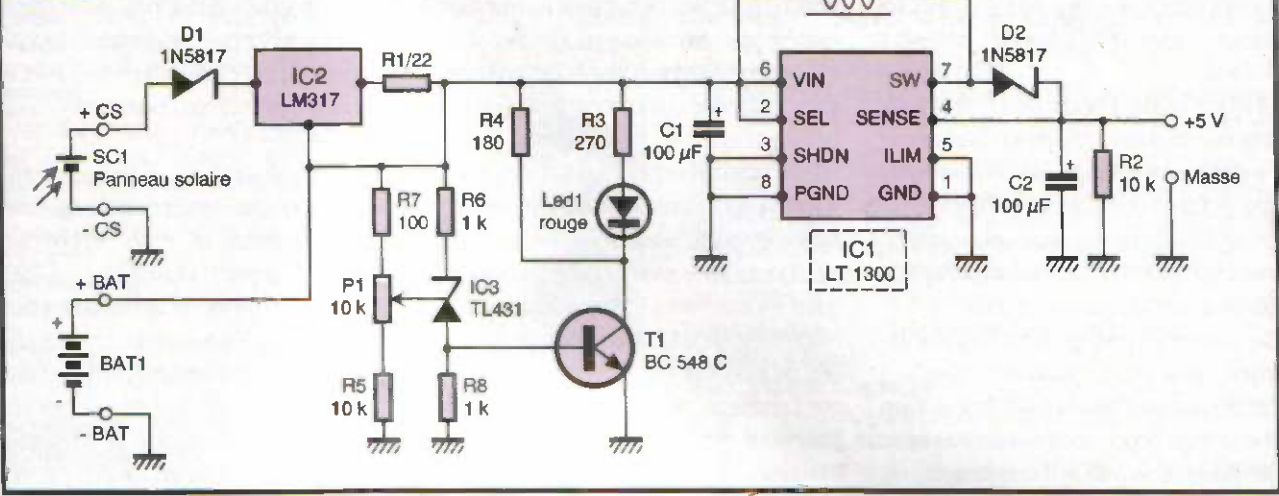 D1
1N5817
IC2
LM317
R1/22
+ CS
SC1
Panneau solaire
- CS
+ BAT
+
BAT1
-
- BAT
R7
100
R6
1 k
P1
10 k
IC3
TL431
R5
10 k
R8
1 k
R4
180
R3
270
Led1
rouge
T1
BC 548 C
C1
100 µF
+
6
VIN
2
SEL
3
SHDN
8
PGND
SW
7
SENSE
4
ILIM
5
GND
1
IC1
LT 1300
D2
1N5817
+
C2
100 µF
R2
10 k
+5 V
Masse